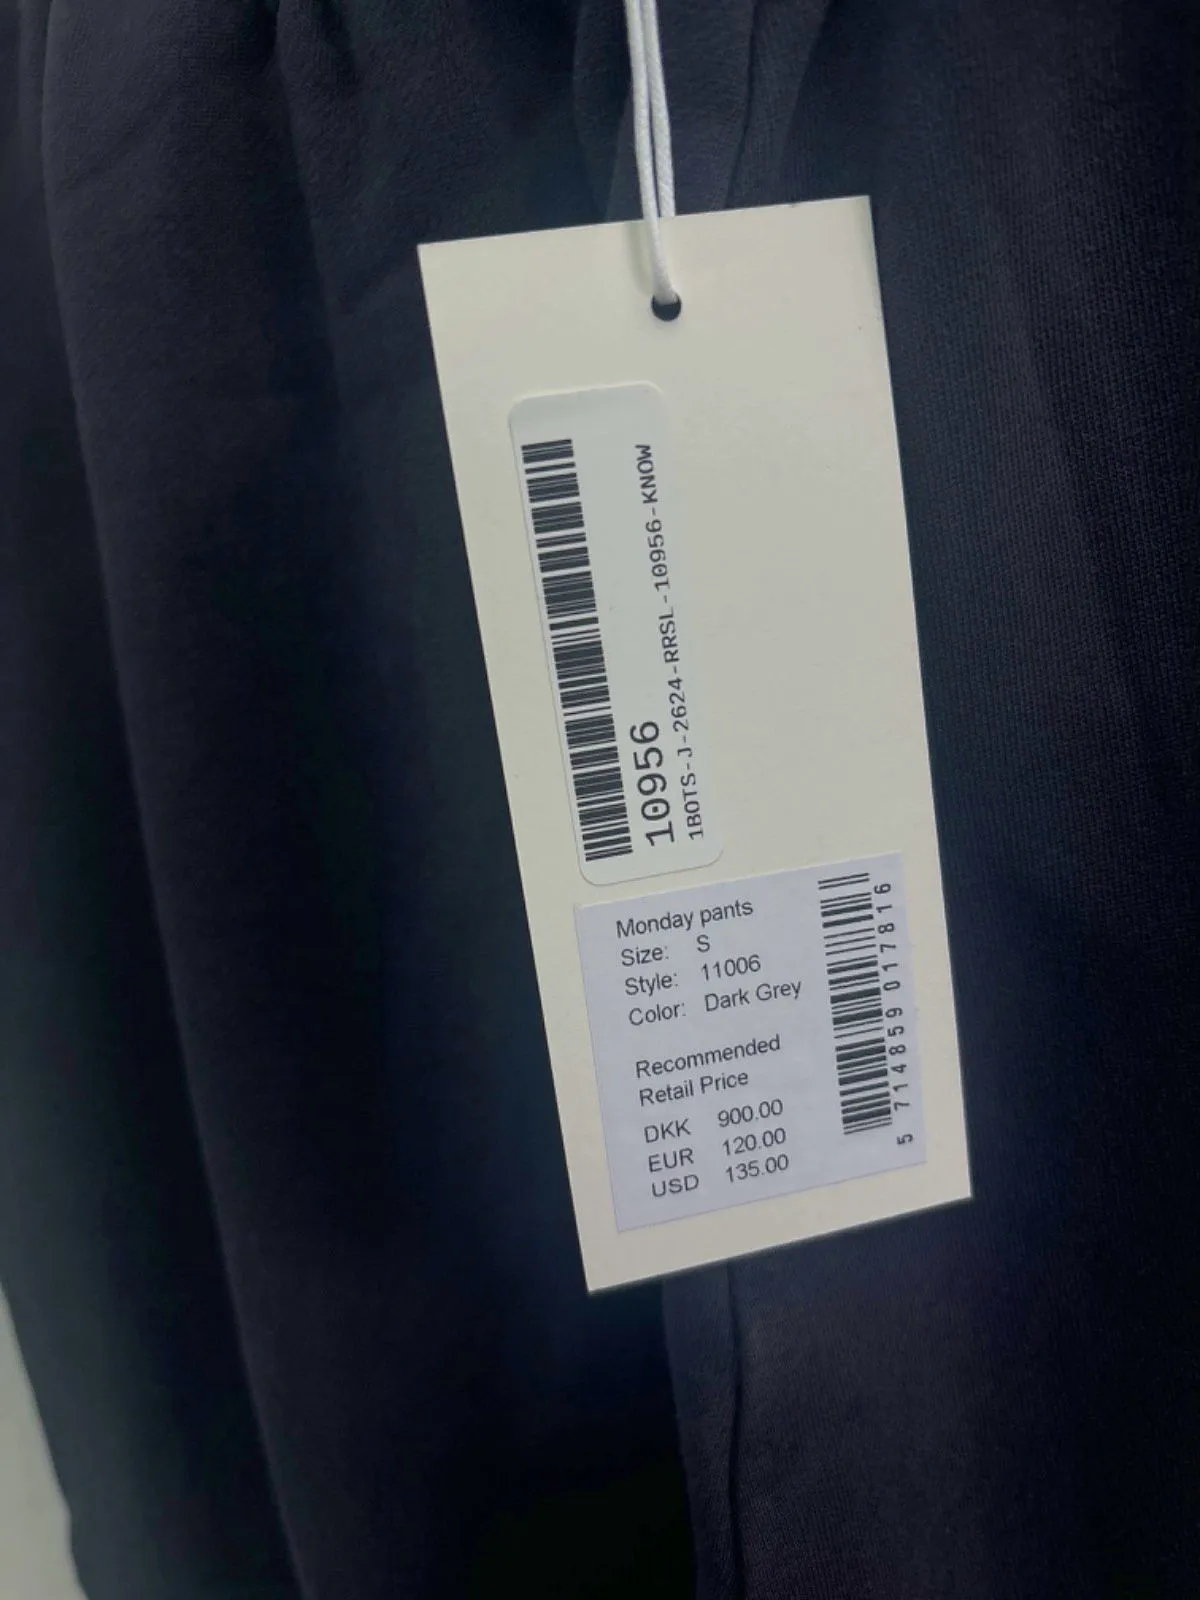 10956
1BOTS-J-2624-RRSL-10956-KNOW
Monday pants
Size: S
Style: 11006
Color: Dark Grey
Recommended
Retail Price
DKK 900.00
EUR 120.00
USD 135.00
5 714859 017816